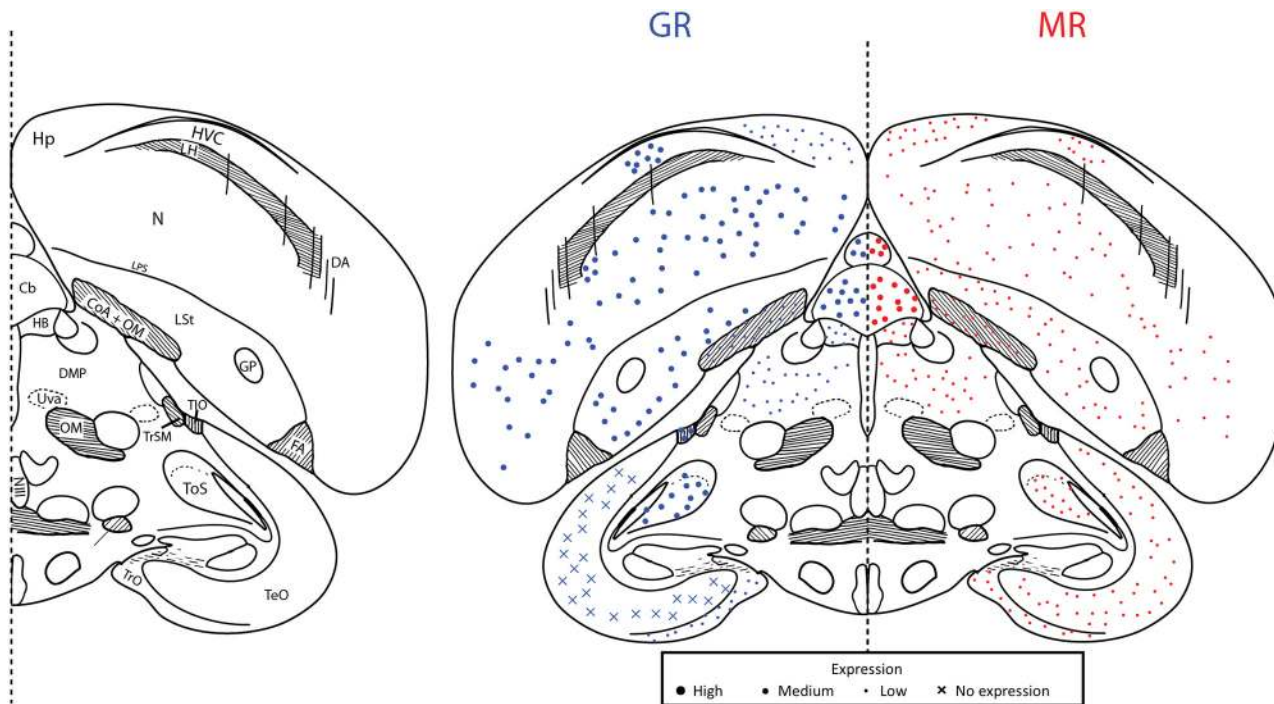 GR
MR
Hp
HVC
LH
N
DA
LPS
Cb
CoA + OM
LSt
HB
GP
DMP
Uva
TIO
OM
TrSM
FA
ToS
NIII
TrO
TeO
Expression
High
Medium
Low
No expression